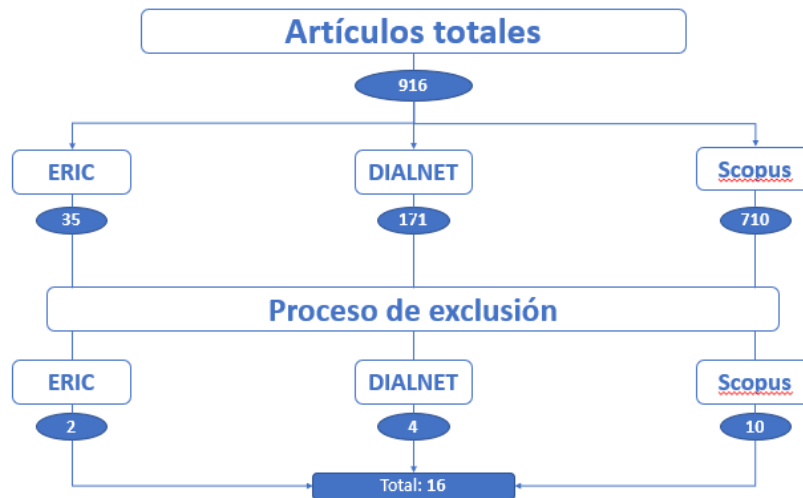 Artículos totales
916
ERIC
DIALNET
Scopus
35
171
710
Proceso de exclusión
ERIC
DIALNET
Scopus
2
4
10
Total: 16